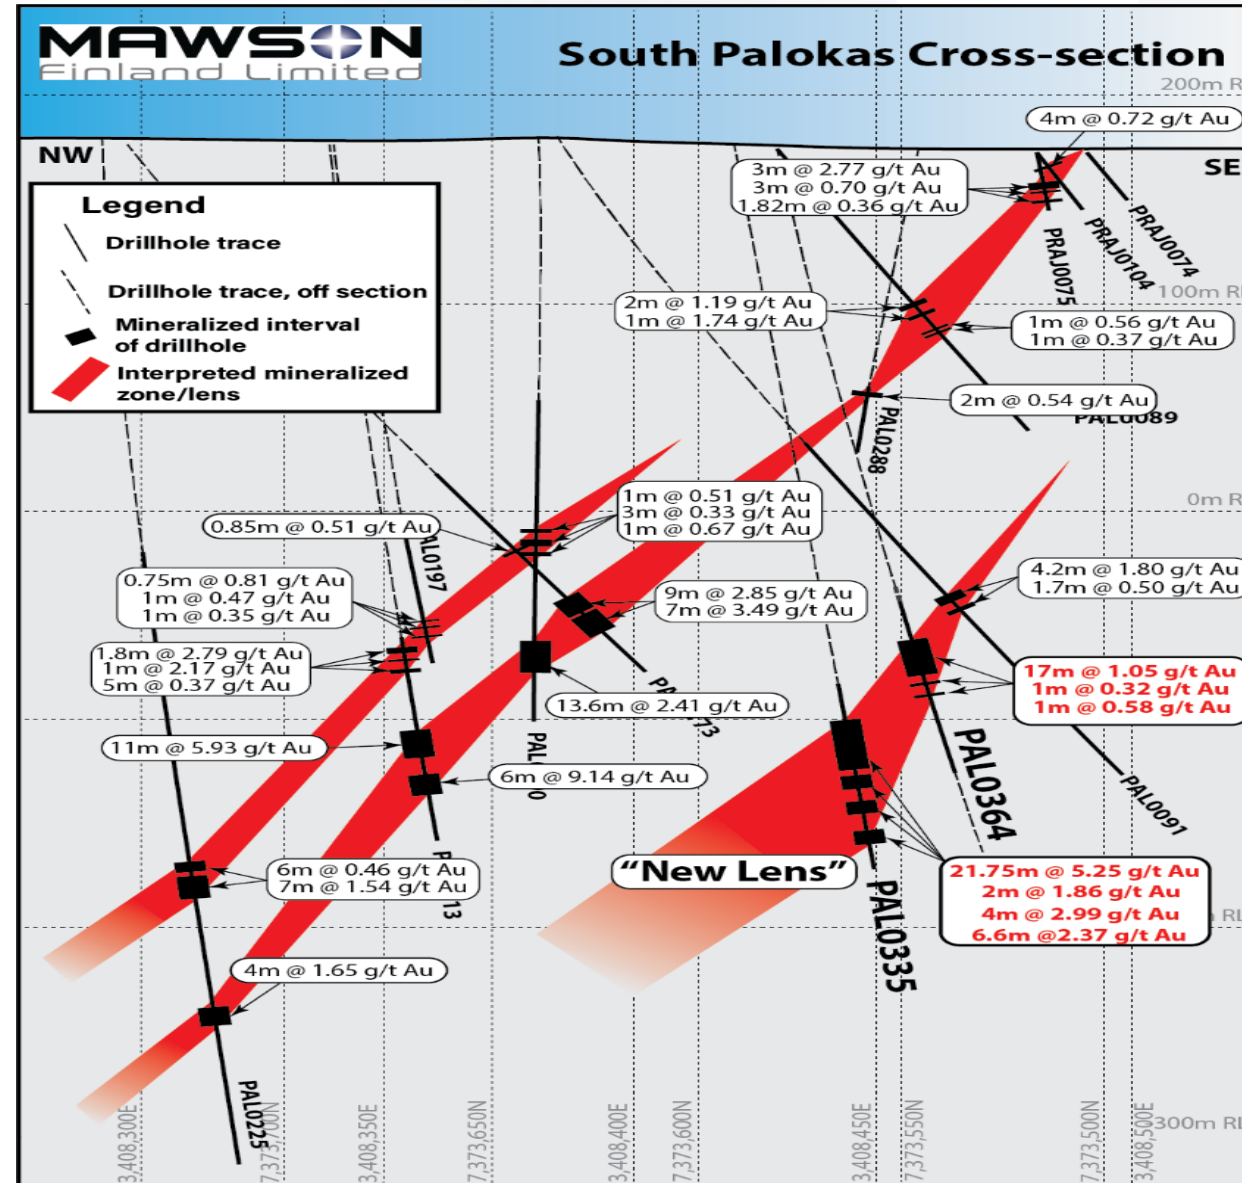 MAWSON
Finland Limited
South Palokas Cross-section
200m R
4m @ 0.72 g/t Au
NW
SE
3m @ 2.77 g/t Au
3m @ 0.70 g/t Au
1.82m @ 0.36 g/t Au
Legend
Drillhole trace
Drillhole trace, off section
Mineralized interval
of drillhole
Interpreted mineralized
zone/lens
PRAJ0074
PRAJ0104
PRAJ0075
100m RL
2m @ 1.19 g/t Au
1m @ 1.74 g/t Au
1m @ 0.56 g/t Au
1m @ 0.37 g/t Au
2m @ 0.54 g/t Au
PAL0089
PAL0288
0m R
1m @ 0.51 g/t Au
3m @ 0.33 g/t Au
1m @ 0.67 g/t Au
0.85m @ 0.51 g/t Au
AL0197
0.75m @ 0.81 g/t Au
1m @ 0.47 g/t Au
1m @ 0.35 g/t Au
4.2m @ 1.80 g/t Au
1.7m @ 0.50 g/t Au
9m @ 2.85 g/t Au
7m @ 3.49 g/t Au
1.8m @ 2.79 g/t Au
1m @ 2.17 g/t Au
5m @ 0.37 g/t Au
17m @ 1.05 g/t Au
1m @ 0.32 g/t Au
1m @ 0.58 g/t Au
13.6m @ 2.41 g/t Au
73
11m @ 5.93 g/t Au
6m @ 9.14 g/t Au
PAL
0
PAL0364
PAL0091
"New Lens"
6m @ 0.46 g/t Au
7m @ 1.54 g/t Au
P
13
21.75m @ 5.25 g/t Au
2m @ 1.86 g/t Au
4m @ 2.99 g/t Au
6.6m @2.37 g/t Au
RL
PAL0335
4m @ 1.65 g/t Au
PAL0225
3,408,300E
7,373,700N
3,408,350E
7,373,650N
3,408,400E
7,373,600N
3,408,450E
7,373,550N
7,373,500N
3,408,500E
300m RL